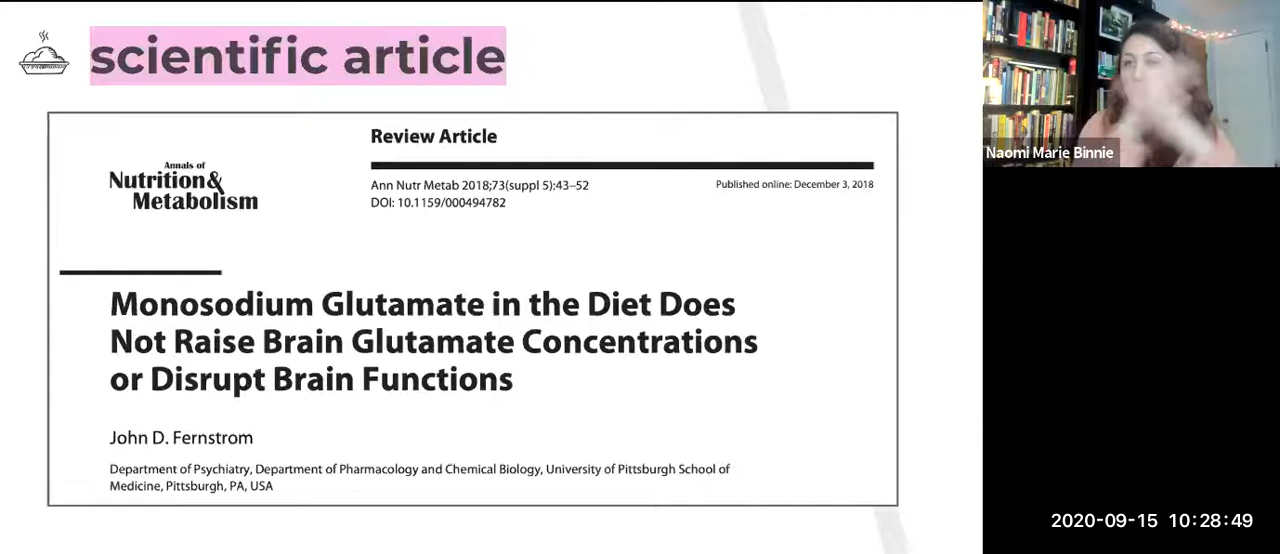 scientific article
Naomi Marie Binnie
Review Article
Annals of
Nutrition&
Metabolism
Ann Nutr Metab 2018;73(suppl 5):43–52
Published online: December 3, 2018
DOI: 10.1159/000494782
Monosodium Glutamate in the Diet Does
Not Raise Brain Glutamate Concentrations
or Disrupt Brain Functions
John D. Fernstrom
Department of Psychiatry, Department of Pharmacology and Chemical Biology, University of Pittsburgh School of
Medicine, Pittsburgh, PA, USA
2020-09-15 10:28:49